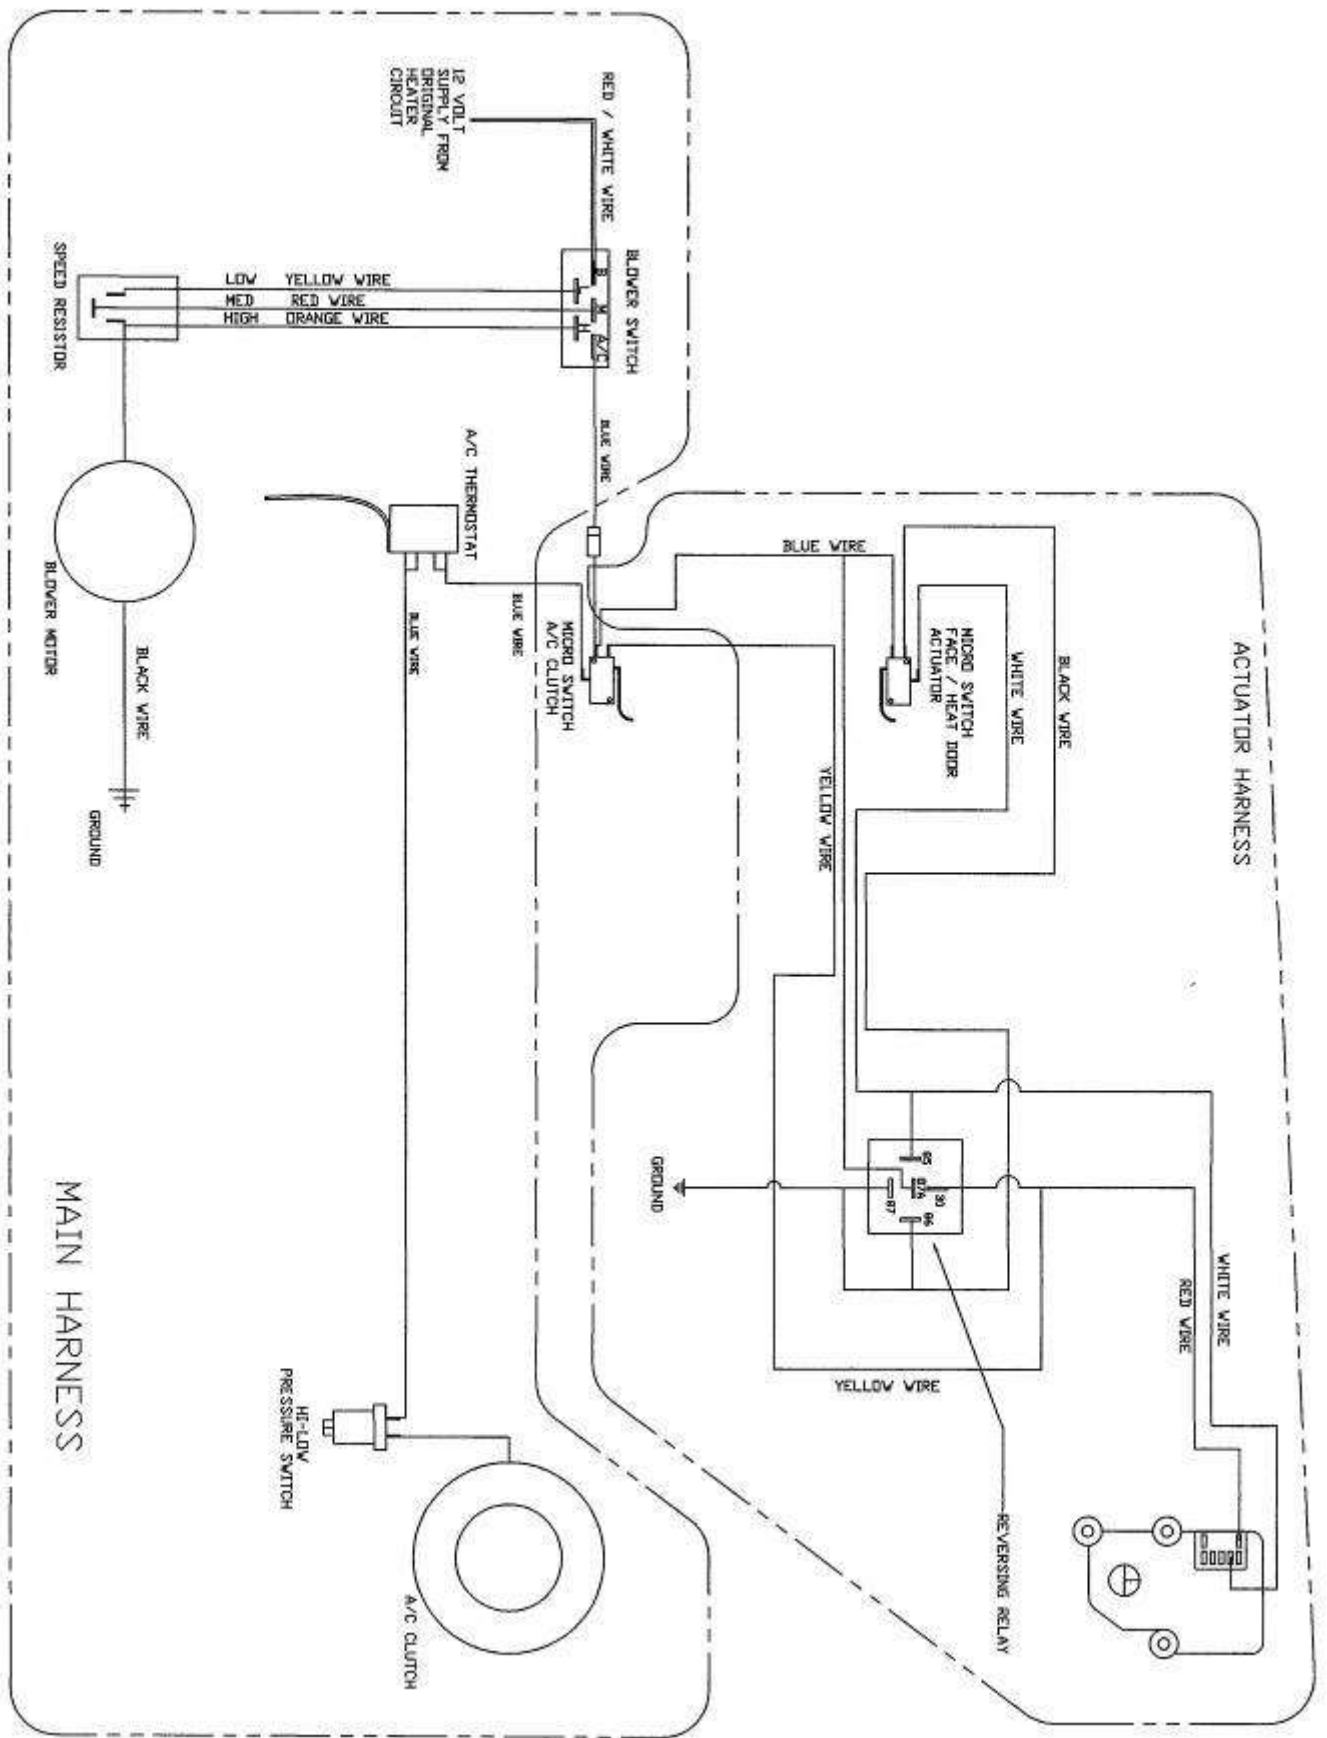 12 VOLT
SUPPLY FROM
ORIGINAL
HEATER
CIRCUIT
RED / WHITE WIRE
BLOWER SWITCH
B
L
M
H
A/C
LOW YELLOW WIRE
MED RED WIRE
HIGH ORANGE WIRE
SPEED RESISTOR
BLUE WIRE
A/C THERMOSTAT
BLOWER MOTOR
BLACK WIRE
GROUND
BLUE WIRE
BLUE WIRE
MICRO SWITCH
A/C CLUTCH
BLUE WIRE
MICRO SWITCH
FACE / HEAT DOOR
ACTUATOR
WHITE WIRE
BLACK WIRE
ACTUATOR HARNESS
YELLOW WIRE
GROUND
85
87A
30
87
86
WHITE WIRE
RED WIRE
YELLOW WIRE
REVERSING RELAY
HI-LOW
PRESSURE SWITCH
A/C CLUTCH
MAIN HARNESS